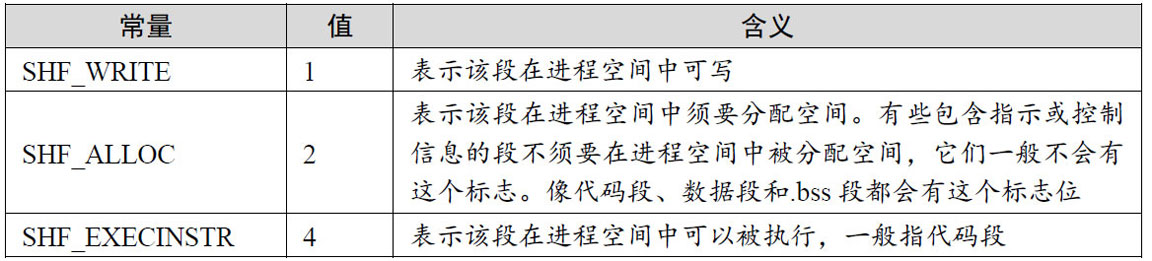 常量 值 含义
SHF_WRITE 1 表示该段在进程空间中可写
表示该段在进程空间中须要分配空间。有些包含指示或控制
SHF_ALLOC 2 信息的段不须要在进程空间中被分配空间，它们一般不会有
这个标志。像代码段、数据段和.bss 段都会有这个标志位
SHF_EXECINSTR 4 表示该段在进程空间中可以被执行，一般指代码段